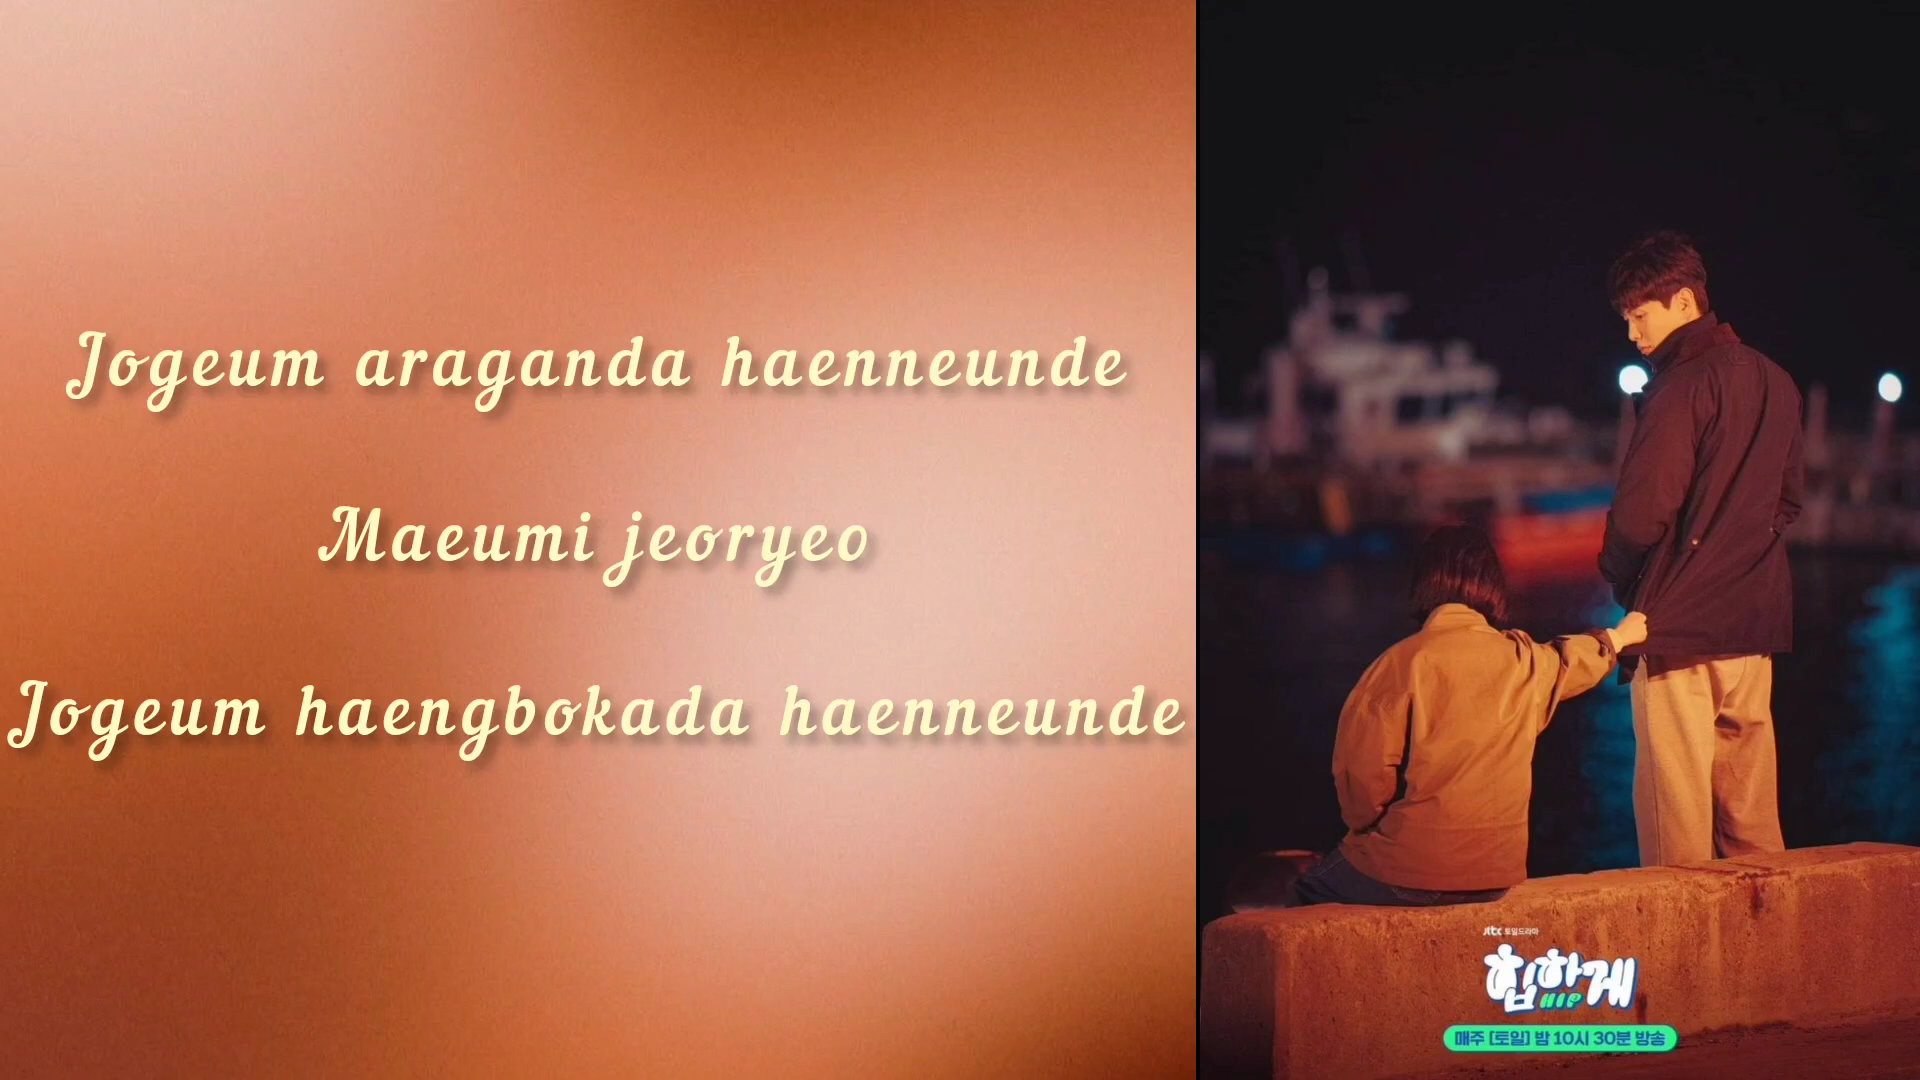 Jogeum araganda haenneunde
Maeumi jeoryeo
Jogeum haengbokada haenneunde
jtbc 토일드라마
힙하게
HIP
매주 [토일] 밤 10시 30분 방송